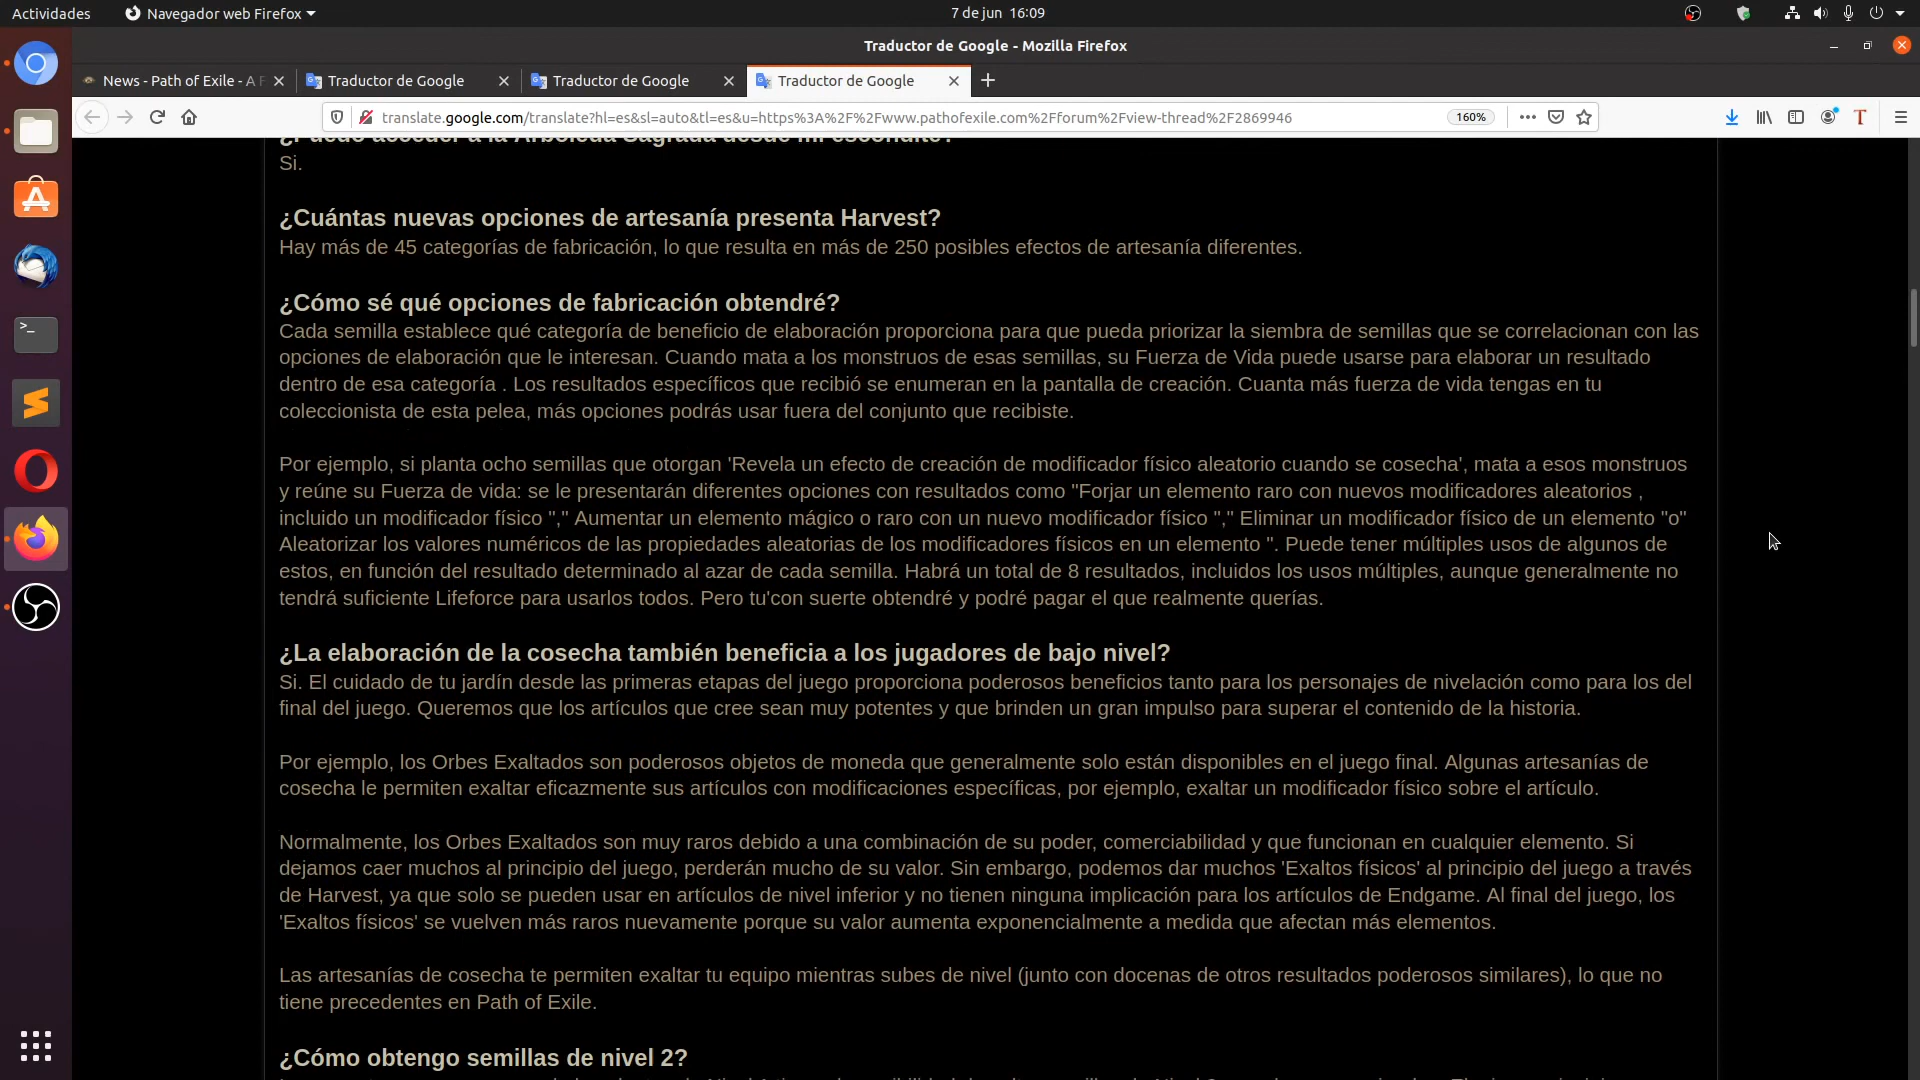 Actividades
Navegador web Firefox
7 de jun 16:09
Traductor de Google - Mozilla Firefox
News - Path of Exile - A F
Traductor de Google
Traductor de Google
Traductor de Google
translate.google.com/translate?hl=es&sl=auto&tl=es&u=https%3A%2F%2Fwww.pathofexile.com%2Fforum%2Fview-thread%2F2869946
160%
¿Puedo acceder a la Arboleda Sagrada desde mi escondite?
Si.
¿Cuántas nuevas opciones de artesanía presenta Harvest?
Hay más de 45 categorías de fabricación, lo que resulta en más de 250 posibles efectos de artesanía diferentes.
¿Cómo sé qué opciones de fabricación obtendré?
Cada semilla establece qué categoría de beneficio de elaboración proporciona para que pueda priorizar la siembra de semillas que se correlacionan con las
opciones de elaboración que le interesan. Cuando mata a los monstruos de esas semillas, su Fuerza de Vida puede usarse para elaborar un resultado
dentro de esa categoría . Los resultados específicos que recibió se enumeran en la pantalla de creación. Cuanta más fuerza de vida tengas en tu
coleccionista de esta pelea, más opciones podrás usar fuera del conjunto que recibiste.
Por ejemplo, si planta ocho semillas que otorgan 'Revela un efecto de creación de modificador físico aleatorio cuando se cosecha', mata a esos monstruos
y reúne su Fuerza de vida: se le presentarán diferentes opciones con resultados como "Forjar un elemento raro con nuevos modificadores aleatorios ,
incluido un modificador físico "," Aumentar un elemento mágico o raro con un nuevo modificador físico "," Eliminar un modificador físico de un elemento "o"
Aleatorizar los valores numéricos de las propiedades aleatorias de los modificadores físicos en un elemento ". Puede tener múltiples usos de algunos de
estos, en función del resultado determinado al azar de cada semilla. Habrá un total de 8 resultados, incluidos los usos múltiples, aunque generalmente no
tendrá suficiente Lifeforce para usarlos todos. Pero tu'con suerte obtendré y podré pagar el que realmente querías.
¿La elaboración de la cosecha también beneficia a los jugadores de bajo nivel?
Si. El cuidado de tu jardín desde las primeras etapas del juego proporciona poderosos beneficios tanto para los personajes de nivelación como para los del
final del juego. Queremos que los artículos que cree sean muy potentes y que brinden un gran impulso para superar el contenido de la historia.
Por ejemplo, los Orbes Exaltados son poderosos objetos de moneda que generalmente solo están disponibles en el juego final. Algunas artesanías de
cosecha le permiten exaltar eficazmente sus artículos con modificaciones específicas, por ejemplo, exaltar un modificador físico sobre el artículo.
Normalmente, los Orbes Exaltados son muy raros debido a una combinación de su poder, comerciabilidad y que funcionan en cualquier elemento. Si
dejamos caer muchos al principio del juego, perderán mucho de su valor. Sin embargo, podemos dar muchos 'Exaltos físicos' al principio del juego a través
de Harvest, ya que solo se pueden usar en artículos de nivel inferior y no tienen ninguna implicación para los artículos de Endgame. Al final del juego, los
'Exaltos físicos' se vuelven más raros nuevamente porque su valor aumenta exponencialmente a medida que afectan más elementos.
Las artesanías de cosecha te permiten exaltar tu equipo mientras subes de nivel (junto con docenas de otros resultados poderosos similares), lo que no
tiene precedentes en Path of Exile.
¿Cómo obtengo semillas de nivel 2?